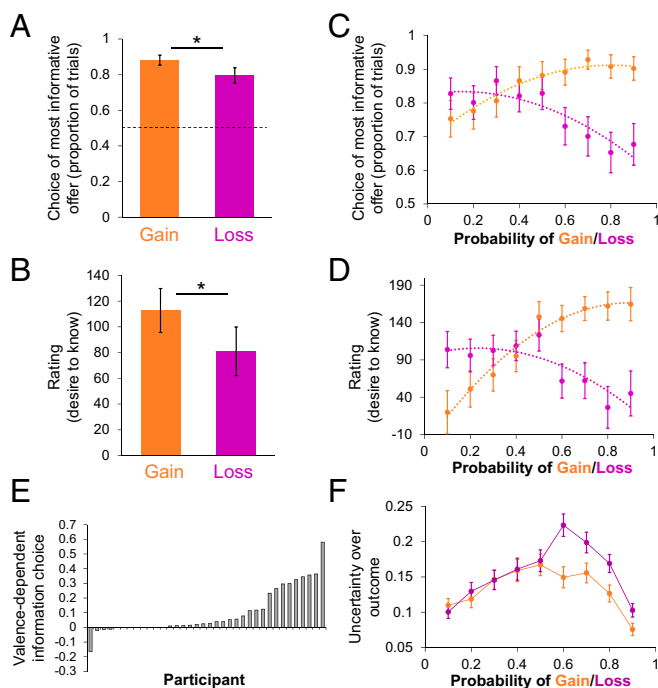 A
Choice of most informative
offer (proportion of trials)
1
0.8
0.6
0.4
0.2
0
*
Gain Loss
C
Choice of most informative
offer (proportion of trials)
1
0.9
0.8
0.7
0.6
0.5
0 0.2 0.4 0.6 0.8 1
Probability of Gain/Loss
B
Rating
(desire to know)
140
120
100
80
60
40
20
0
*
Gain Loss
D
Rating
(desire to know)
190
140
90
40
-10
0 0.2 0.4 0.6 0.8 1
Probability of Gain/Loss
E
Valence-dependent
information choice
0.7
0.6
0.5
0.4
0.3
0.2
0.1
0
-0.1
-0.2
-0.3
Participant
F
Uncertainty over
outcome
0.25
0.2
0.15
0.1
0.05
0 0.2 0.4 0.6 0.8 1
Probability of Gain/Loss